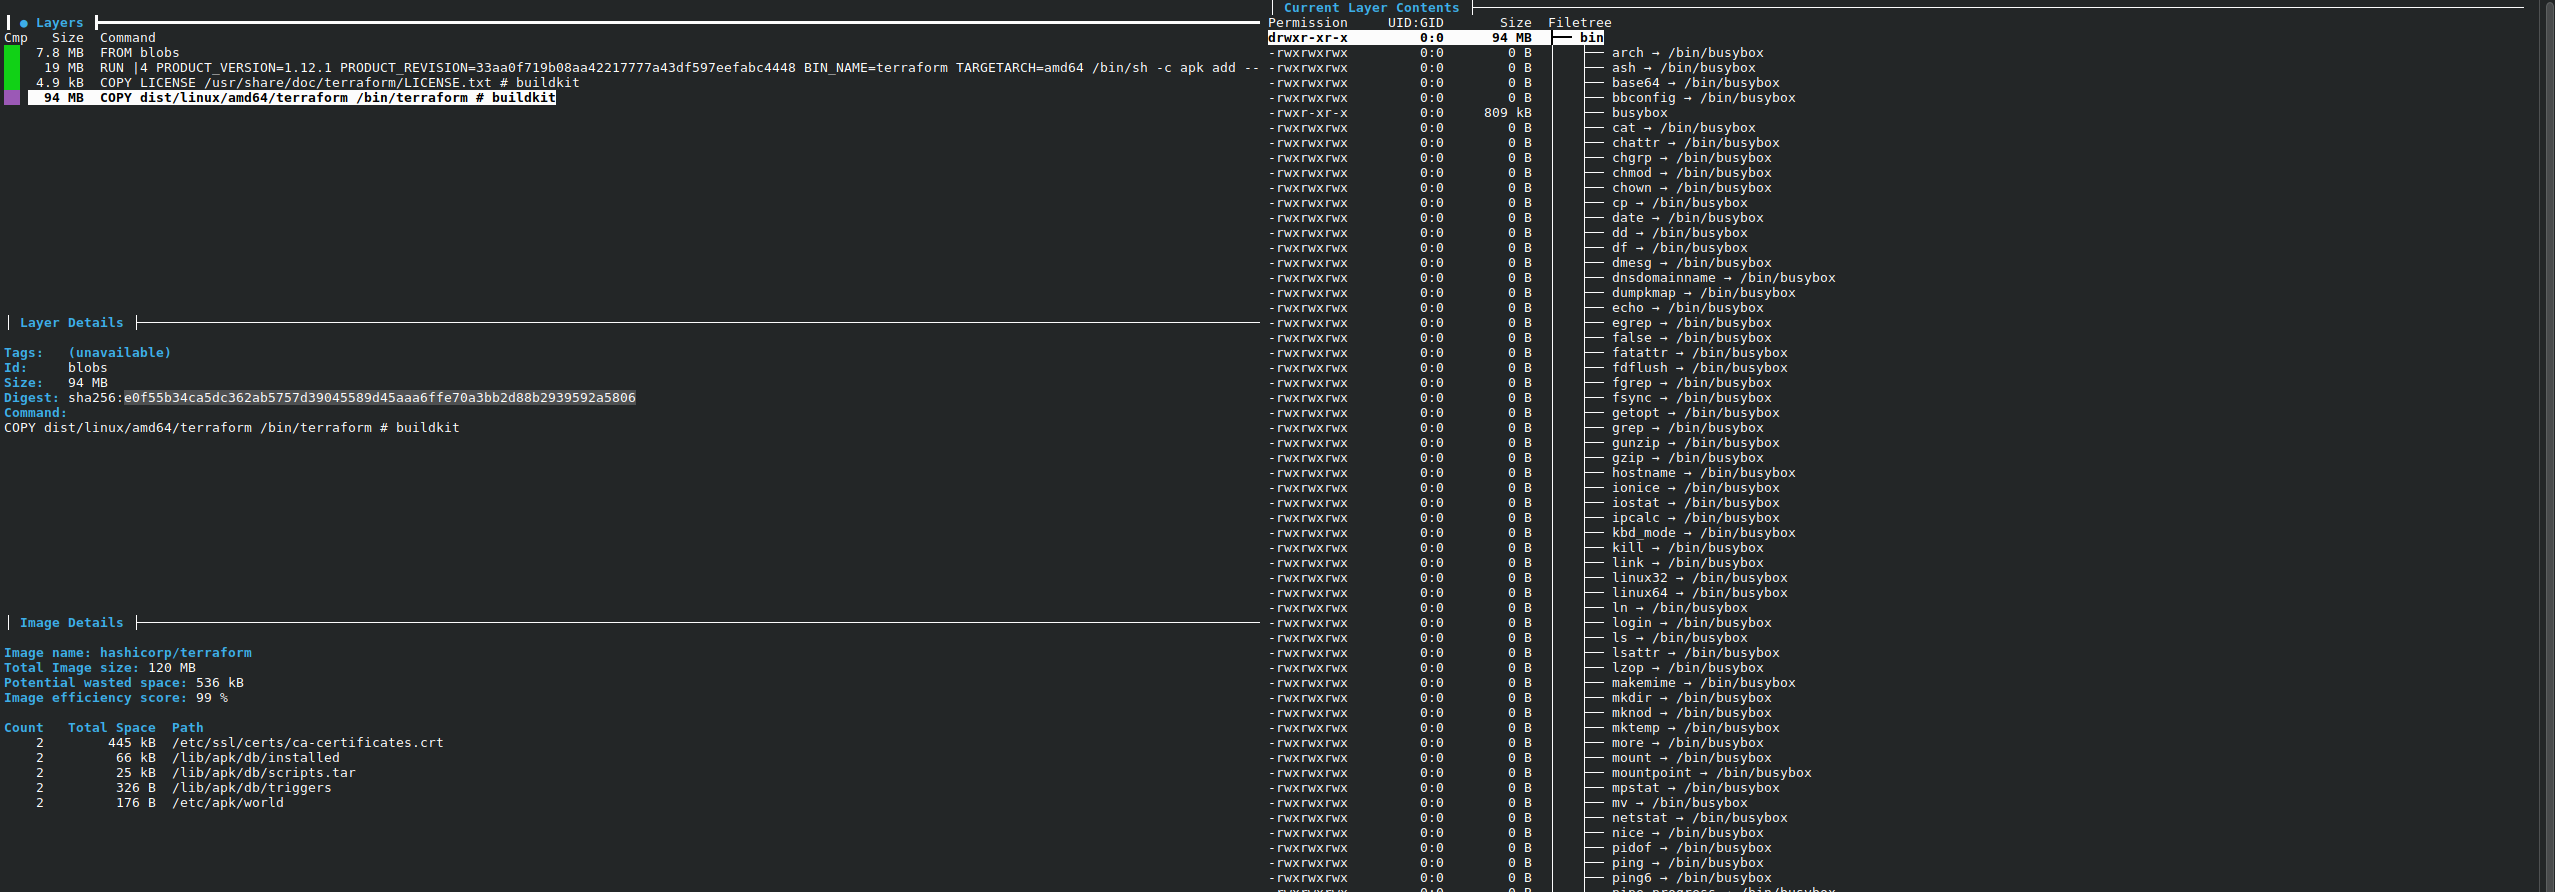 ● Layers
Cmp Size Command
7.8 MB FROM blobs
19 MB RUN |4 PRODUCT_VERSION=1.12.1 PRODUCT_REVISION=33aa0f719b08aa42217777a43df597eefabc4448 BIN_NAME=terraform TARGETARCH=amd64 /bin/sh -c apk add --
4.9 kB COPY LICENSE /usr/share/doc/terraform/LICENSE.txt # buildkit
94 MB COPY dist/linux/amd64/terraform /bin/terraform # buildkit
Layer Details
Tags: (unavailable)
Id: blobs
Size: 94 MB
Digest: sha256:e0f55b34ca5dc362ab5757d39045589d45aaa6ffe70a3bb2d88b2939592a5806
Command:
COPY dist/linux/amd64/terraform /bin/terraform # buildkit
Image Details
Image name: hashicorp/terraform
Total Image size: 120 MB
Potential wasted space: 536 kB
Image efficiency score: 99 %
Count Total Space Path
2 445 kB /etc/ssl/certs/ca-certificates.crt
2 66 kB /lib/apk/db/installed
2 25 kB /lib/apk/db/scripts.tar
2 326 B /lib/apk/db/triggers
2 176 B /etc/apk/world
Current Layer Contents
Permission UID:GID Size Filetree
drwxr-xr-x 0:0 94 MB ├── bin
-rwxrwxrwx 0:0 0 B │ ├── arch → /bin/busybox
-rwxrwxrwx 0:0 0 B │ ├── ash → /bin/busybox
-rwxrwxrwx 0:0 0 B │ ├── base64 → /bin/busybox
-rwxrwxrwx 0:0 0 B │ ├── bbconfig → /bin/busybox
-rwxr-xr-x 0:0 809 kB │ ├── busybox
-rwxrwxrwx 0:0 0 B │ ├── cat → /bin/busybox
-rwxrwxrwx 0:0 0 B │ ├── chattr → /bin/busybox
-rwxrwxrwx 0:0 0 B │ ├── chgrp → /bin/busybox
-rwxrwxrwx 0:0 0 B │ ├── chmod → /bin/busybox
-rwxrwxrwx 0:0 0 B │ ├── chown → /bin/busybox
-rwxrwxrwx 0:0 0 B │ ├── cp → /bin/busybox
-rwxrwxrwx 0:0 0 B │ ├── date → /bin/busybox
-rwxrwxrwx 0:0 0 B │ ├── dd → /bin/busybox
-rwxrwxrwx 0:0 0 B │ ├── df → /bin/busybox
-rwxrwxrwx 0:0 0 B │ ├── dmesg → /bin/busybox
-rwxrwxrwx 0:0 0 B │ ├── dnsdomainname → /bin/busybox
-rwxrwxrwx 0:0 0 B │ ├── dumpkmap → /bin/busybox
-rwxrwxrwx 0:0 0 B │ ├── echo → /bin/busybox
-rwxrwxrwx 0:0 0 B │ ├── egrep → /bin/busybox
-rwxrwxrwx 0:0 0 B │ ├── false → /bin/busybox
-rwxrwxrwx 0:0 0 B │ ├── fatattr → /bin/busybox
-rwxrwxrwx 0:0 0 B │ ├── fdflush → /bin/busybox
-rwxrwxrwx 0:0 0 B │ ├── fgrep → /bin/busybox
-rwxrwxrwx 0:0 0 B │ ├── fsync → /bin/busybox
-rwxrwxrwx 0:0 0 B │ ├── getopt → /bin/busybox
-rwxrwxrwx 0:0 0 B │ ├── grep → /bin/busybox
-rwxrwxrwx 0:0 0 B │ ├── gunzip → /bin/busybox
-rwxrwxrwx 0:0 0 B │ ├── gzip → /bin/busybox
-rwxrwxrwx 0:0 0 B │ ├── hostname → /bin/busybox
-rwxrwxrwx 0:0 0 B │ ├── ionice → /bin/busybox
-rwxrwxrwx 0:0 0 B │ ├── iostat → /bin/busybox
-rwxrwxrwx 0:0 0 B │ ├── ipcalc → /bin/busybox
-rwxrwxrwx 0:0 0 B │ ├── kbd_mode → /bin/busybox
-rwxrwxrwx 0:0 0 B │ ├── kill → /bin/busybox
-rwxrwxrwx 0:0 0 B │ ├── link → /bin/busybox
-rwxrwxrwx 0:0 0 B │ ├── linux32 → /bin/busybox
-rwxrwxrwx 0:0 0 B │ ├── linux64 → /bin/busybox
-rwxrwxrwx 0:0 0 B │ ├── ln → /bin/busybox
-rwxrwxrwx 0:0 0 B │ ├── login → /bin/busybox
-rwxrwxrwx 0:0 0 B │ ├── ls → /bin/busybox
-rwxrwxrwx 0:0 0 B │ ├── lsattr → /bin/busybox
-rwxrwxrwx 0:0 0 B │ ├── lzop → /bin/busybox
-rwxrwxrwx 0:0 0 B │ ├── makemime → /bin/busybox
-rwxrwxrwx 0:0 0 B │ ├── mkdir → /bin/busybox
-rwxrwxrwx 0:0 0 B │ ├── mknod → /bin/busybox
-rwxrwxrwx 0:0 0 B │ ├── mktemp → /bin/busybox
-rwxrwxrwx 0:0 0 B │ ├── more → /bin/busybox
-rwxrwxrwx 0:0 0 B │ ├── mount → /bin/busybox
-rwxrwxrwx 0:0 0 B │ ├── mountpoint → /bin/busybox
-rwxrwxrwx 0:0 0 B │ ├── mpstat → /bin/busybox
-rwxrwxrwx 0:0 0 B │ ├── mv → /bin/busybox
-rwxrwxrwx 0:0 0 B │ ├── netstat → /bin/busybox
-rwxrwxrwx 0:0 0 B │ ├── nice → /bin/busybox
-rwxrwxrwx 0:0 0 B │ ├── pidof → /bin/busybox
-rwxrwxrwx 0:0 0 B │ ├── ping → /bin/busybox
-rwxrwxrwx 0:0 0 B │ ├── ping6 → /bin/busybox